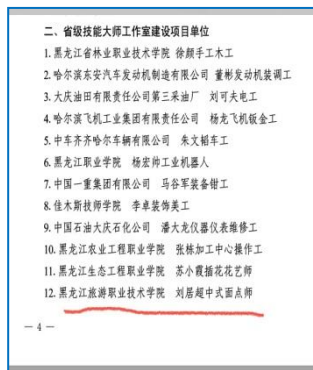 二、省级技能大师工作室建设项目单位
1. 黑龙江省林业职业技术学院 徐颜手工木工
2. 哈尔滨东安汽车发动机制造有限公司 董彬发动机装调工
3. 大庆油田有限责任公司第三采油厂 刘可夫电工
4. 哈尔滨飞机工业集团有限责任公司 杨龙飞机钣金工
5. 中车齐齐哈尔车辆有限公司 朱文韬车工
6. 黑龙江职业学院 杨宏帅工业机器人
7. 中国一重集团有限公司 马谷军装备钳工
8. 佳木斯技师学院 李卓装饰美工
9. 中国石油大庆石化公司 潘大龙仪器仪表维修工
10. 黑龙江农业工程职业学院 张栋加工中心操作工
11. 黑龙江生态工程职业学院 苏小霞插花花艺师
12. 黑龙江旅游职业技术学院 刘居超中式面点师
— 4 —